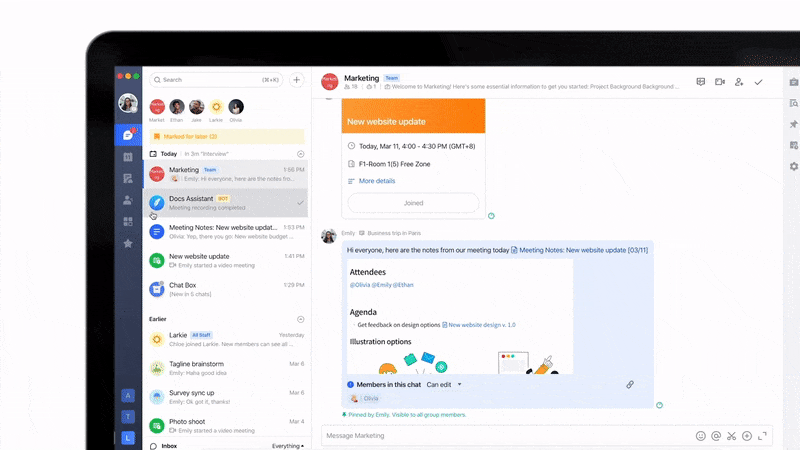 Search (⌘+K)
Market Ethan Jake Larkie Olivia
Marked for later (2)
Today • In 3m "Interview"
Marketing Team 1:56 PM
Emily: Hi everyone, here are the notes fro...
Docs Assistant BOT
Meeting recording completed.
Meeting Notes: New website updat... 1:53 PM
Olivia: Yep, there you go: New website budget ...
New website update 1:41 PM
Emily started a video meeting
Chat Box 1:29 PM
[New in 5 chats]
Earlier
Larkie All Staff Yesterday
Chloe joined Larkie. New members can see all ...
Tagline brainstorm Mar 6
Emily: Haha good idea
Survey sync up Mar 6
Emily: Ok got it, thanks!
Photo shoot Mar 4
Emily started a video meeting
Inbox Everything
A
T
L
Marketing Team
18 1 Welcome to Marketing! Here's some essential information to get you started: Project Background Background ...
New website update
Today, Mar 11, 4:00 - 4:30 PM (GMT+8)
F1-Room 1(5) Free Zone
More details
Joined
Emily Business trip in Paris
Hi everyone, here are the notes from our meeting today Meeting Notes: New website update [03/11]
Attendees
@Olivia @Emily @Ethan
Agenda
· Get feedback on design options New website design v. 1.0
Illustration options
Members in this chat Can edit
Olivia
Pinned by Emily. Visible to all group members.
Message Marketing